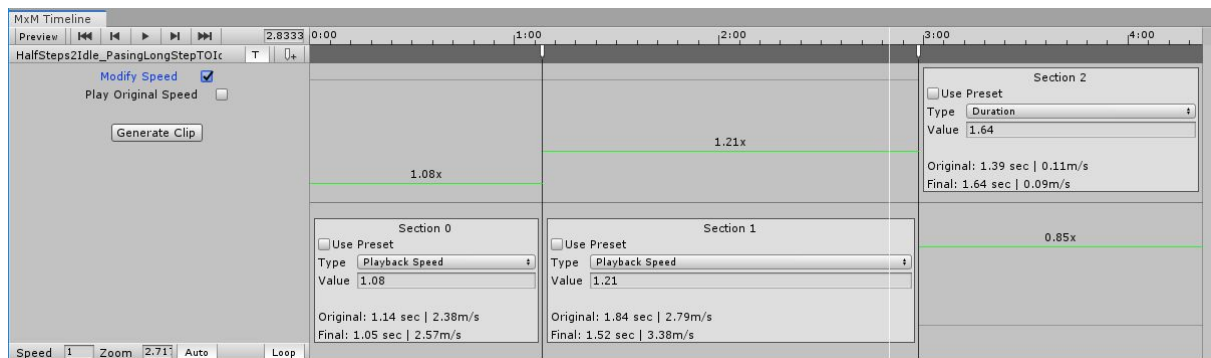 MxM Timeline
Preview 2.8333 0:00 1:00 2:00 3:00 4:00
HalfSteps2Idle_PasingLongStepTOIc T
Modify Speed
Play Original Speed
Generate Clip
1.08x
1.21x
Section 2
Use Preset
Type Duration
Value 1.64
Original: 1.39 sec | 0.11m/s
Final: 1.64 sec | 0.09m/s
Section 0
Use Preset
Type Playback Speed
Value 1.08
Original: 1.14 sec | 2.38m/s
Final: 1.05 sec | 2.57m/s
Section 1
Use Preset
Type Playback Speed
Value 1.21
Original: 1.84 sec | 2.79m/s
Final: 1.52 sec | 3.38m/s
0.85x
Speed 1 Zoom 2.717 Auto Loop